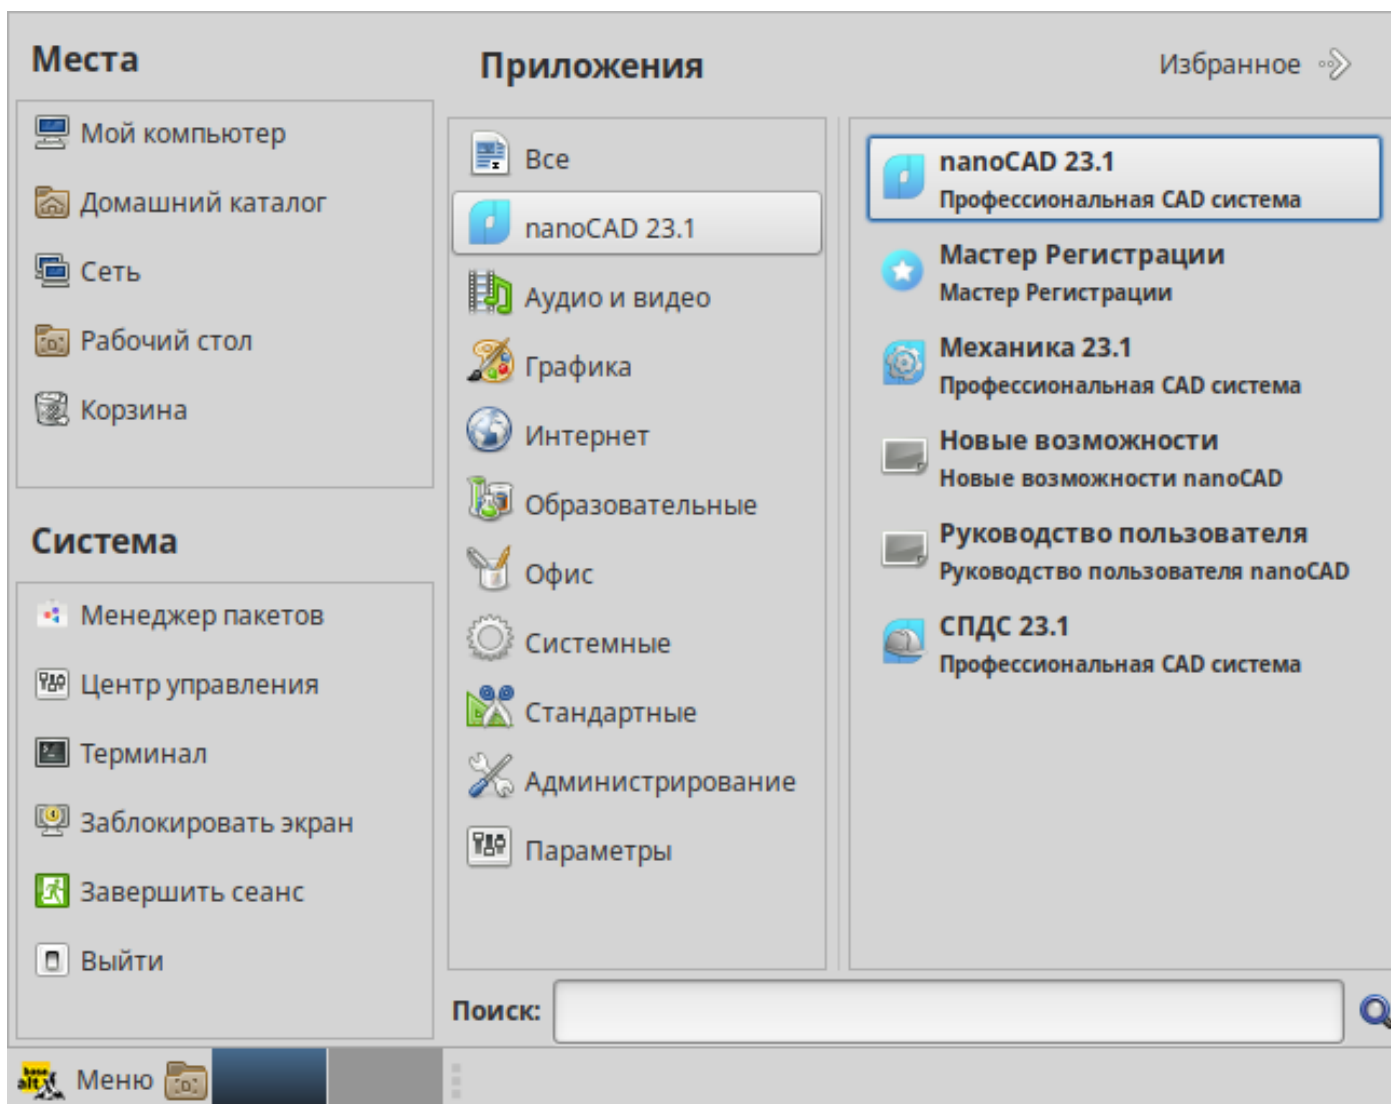 Места
Мой компьютер
Домашний каталог
Сеть
Рабочий стол
Корзина
Система
Менеджер пакетов
Центр управления
Терминал
Заблокировать экран
Завершить сеанс
Выйти
Приложения
Избранное
Все
nanoCAD 23.1
Аудио и видео
Графика
Интернет
Образовательные
Офис
Системные
Стандартные
Администрирование
Параметры
nanoCAD 23.1
Профессиональная CAD система
Мастер Регистрации
Мастер Регистрации
Механика 23.1
Профессиональная CAD система
Новые возможности
Новые возможности nanoCAD
Руководство пользователя
Руководство пользователя nanoCAD
СПДС 23.1
Профессиональная CAD система
Поиск:
base
alt
Меню